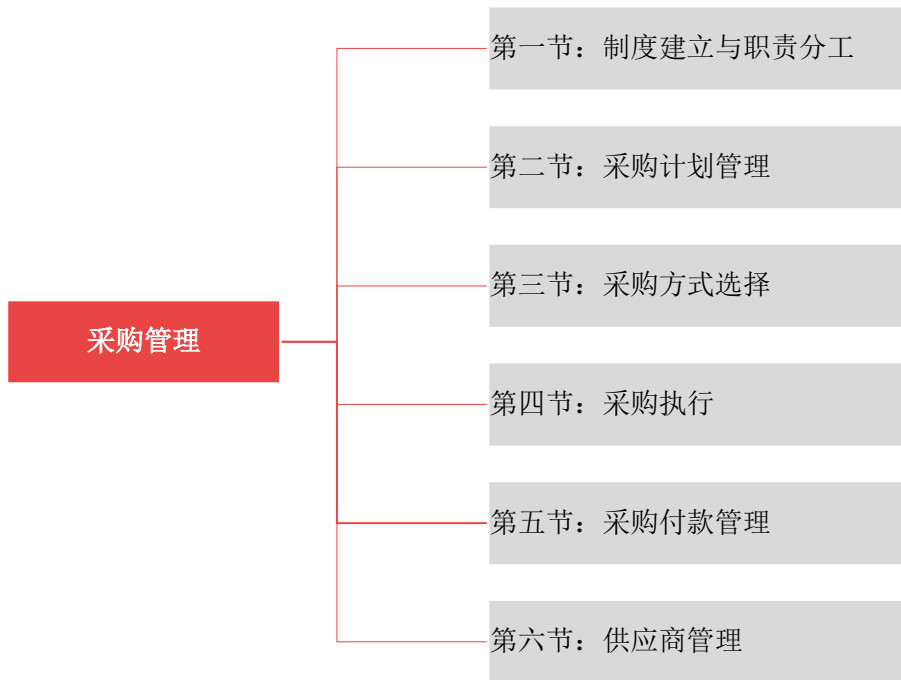 采购管理
第一节：制度建立与职责分工
第二节：采购计划管理
第三节：采购方式选择
第四节：采购执行
第五节：采购付款管理
第六节：供应商管理